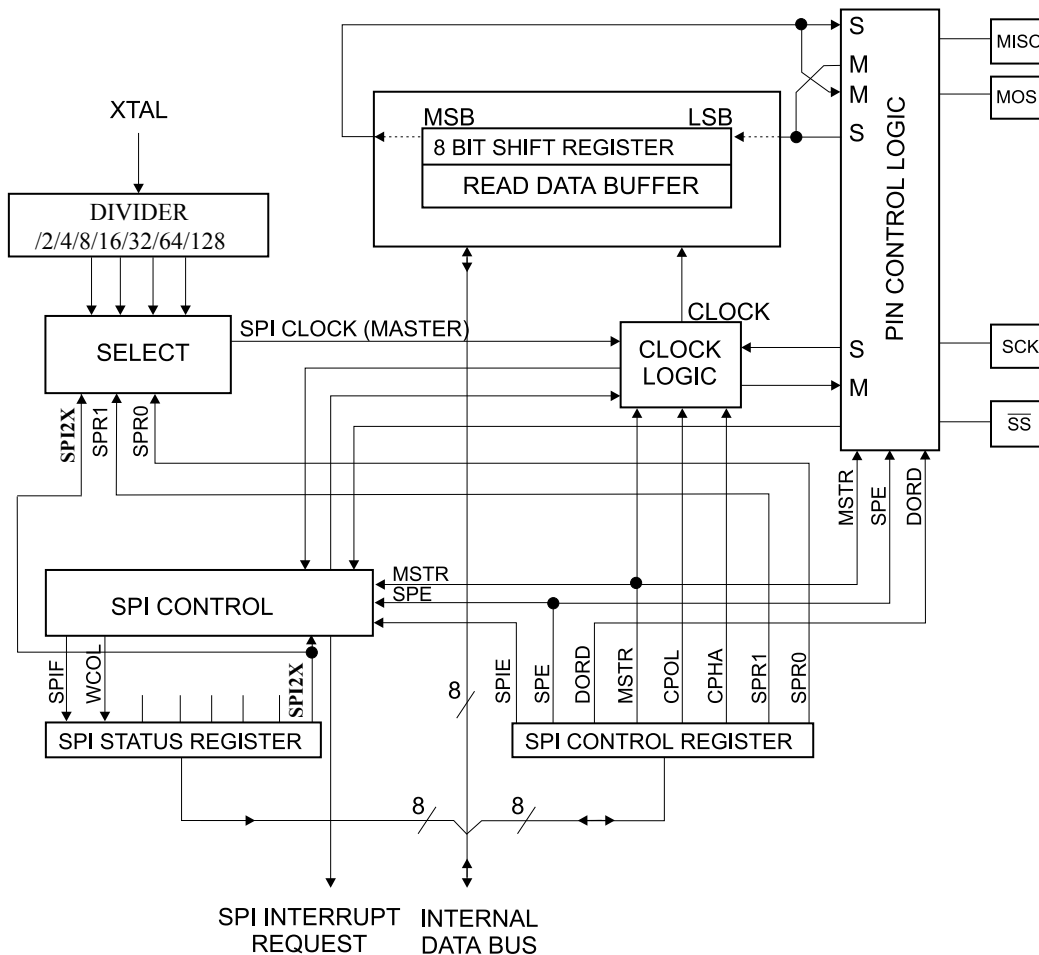 S
MISO
M
XTAL
M
MOS
MSB
LSB
S
8 BIT SHIFT REGISTER
READ DATA BUFFER
PIN CONTROL LOGIC
DIVIDER
/2/4/8/16/32/64/128
SPI CLOCK (MASTER)
CLOCK
SELECT
CLOCK
LOGIC
S
SCK
M
SS
SPI2X
SPR1
SPR0
MSTR
SPE
DORD
MSTR
SPE
SPI CONTROL
SPIF
WCOL
SPI2X
8
SPIE
SPE
DORD
MSTR
CPOL
CPHA
SPR1
SPR0
SPI STATUS REGISTER
SPI CONTROL REGISTER
8
8
SPI INTERRUPT
REQUEST
INTERNAL
DATA BUS